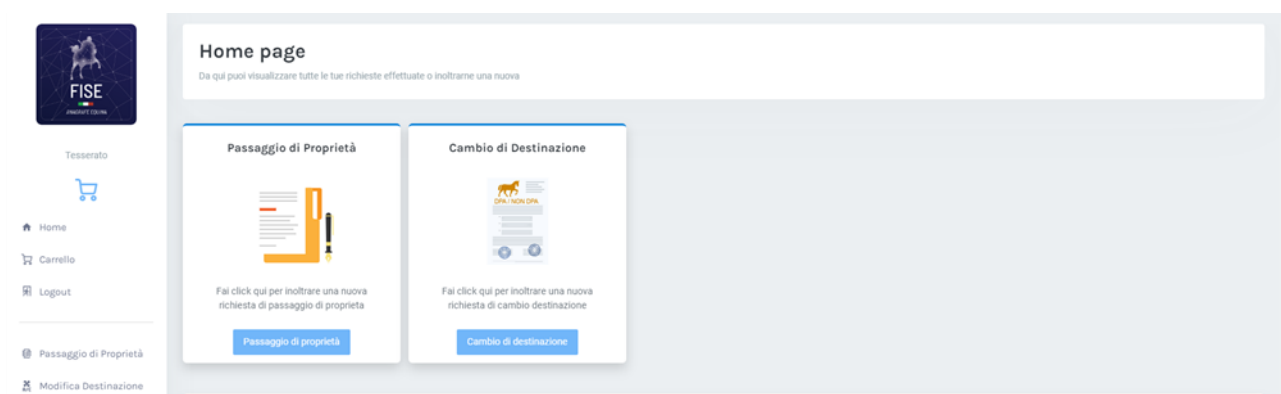 FISE
Tesserato
Home
Carrello
Logout
Passaggio di Proprietà
Modifica Destinazione
Home page
Da qui puoi visualizzare tutte le tue richieste effettuate o inoltrarne una nuova
Passaggio di Proprietà
Fai click qui per inoltrare una nuova
richiesta di passaggio di proprieta
Passaggio di proprietà
Cambio di Destinazione
DPA / NON DPA
Fai click qui per inoltrare una nuova
richiesta di cambio destinazione
Cambio di destinazione